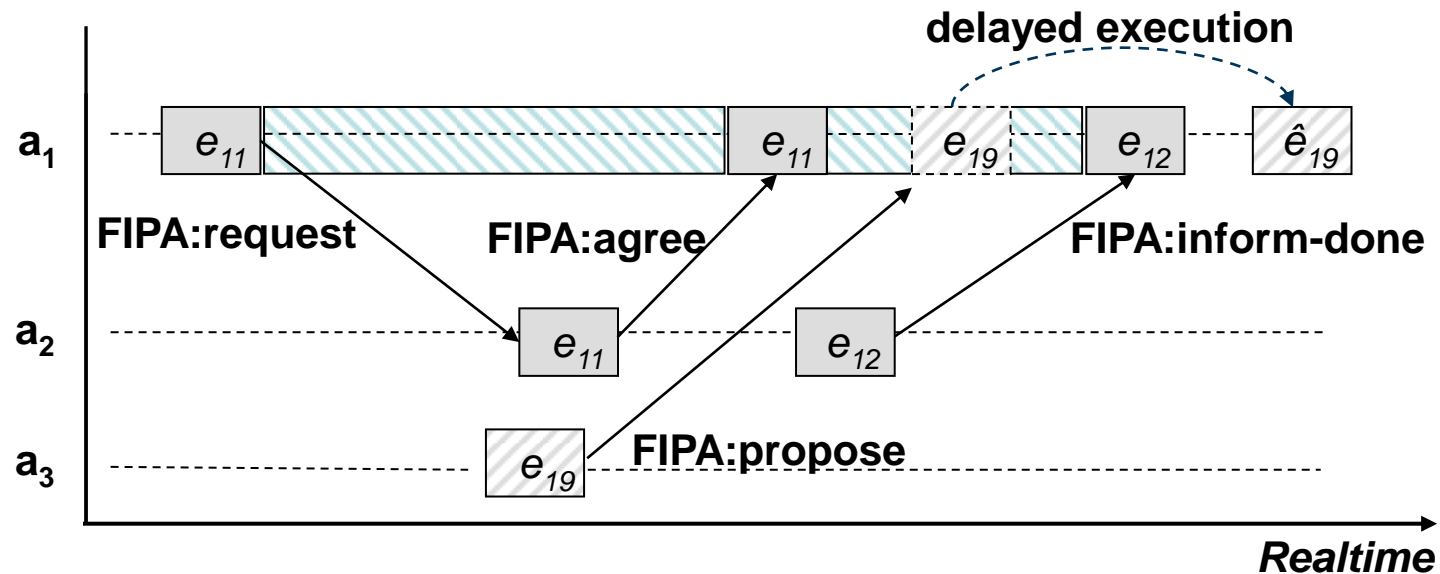 delayed execution
a1 e11 e11 e19 e12 ê19
FIPA:request FIPA:agree FIPA:inform-done
a2 e11 e12
a3 e19 FIPA:propose
Realtime